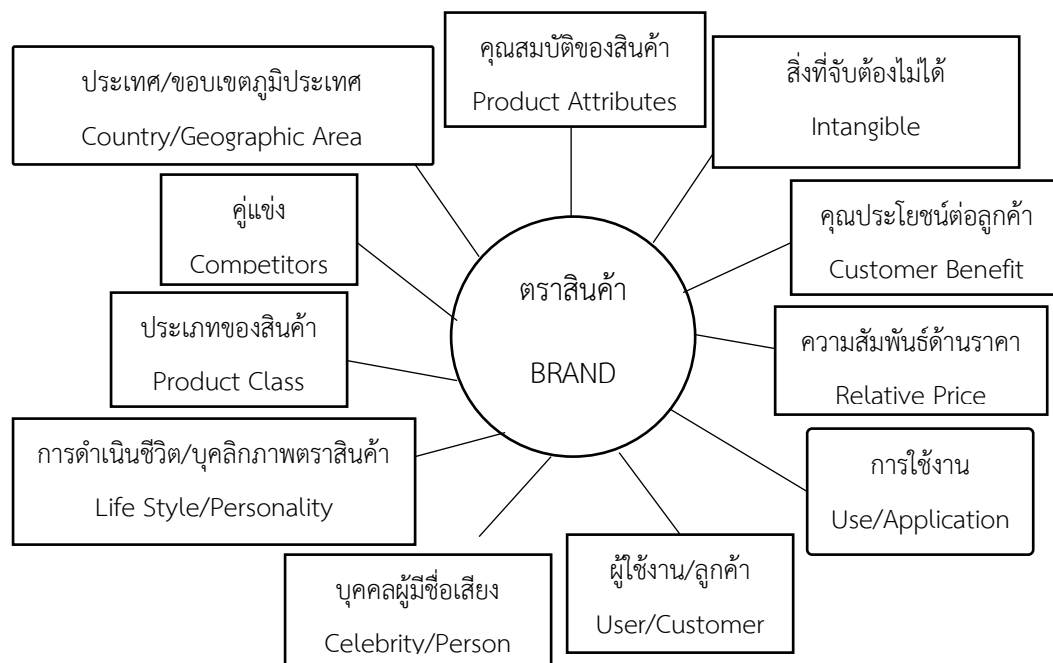 คุณสมบัติของสินค้า
Product Attributes
สิ่งที่จับต้องไม่ได้
Intangible
ประเทศ/ขอบเขตภูมิประเทศ
Country/Geographic Area
คู่แข่ง
Competitors
คุณประโยชน์ต่อลูกค้า
Customer Benefit
ตราสินค้า
BRAND
ประเภทของสินค้า
Product Class
ความสัมพันธ์ด้านราคา
Relative Price
การดำเนินชีวิต/บุคลิกภาพตราสินค้า
Life Style/Personality
การใช้งาน
Use/Application
บุคคลผู้มีชื่อเสียง
Celebrity/Person
ผู้ใช้งาน/ลูกค้า
User/Customer